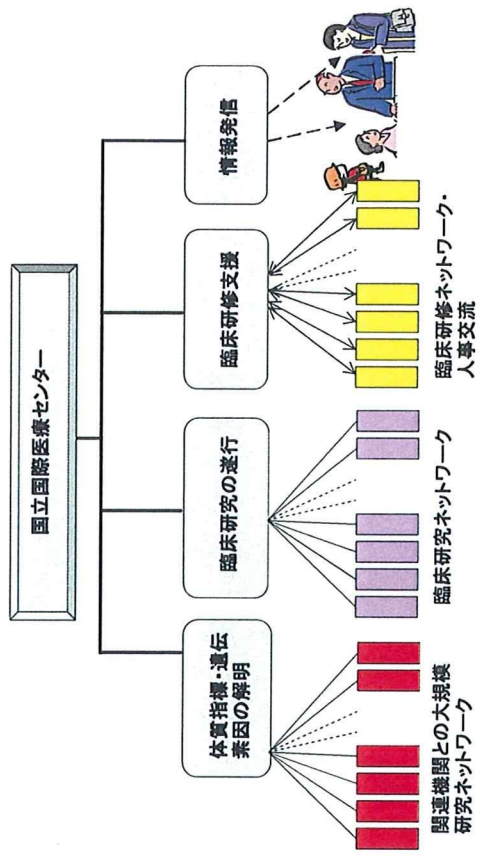 国立国際医療センター
体質指標・遺伝
素因の解明
臨床研究の遂行
臨床研修支援
情報発信
関連機関との大規模
研究ネットワーク
臨床研究ネットワーク
臨床研修ネットワーク・
人事交流